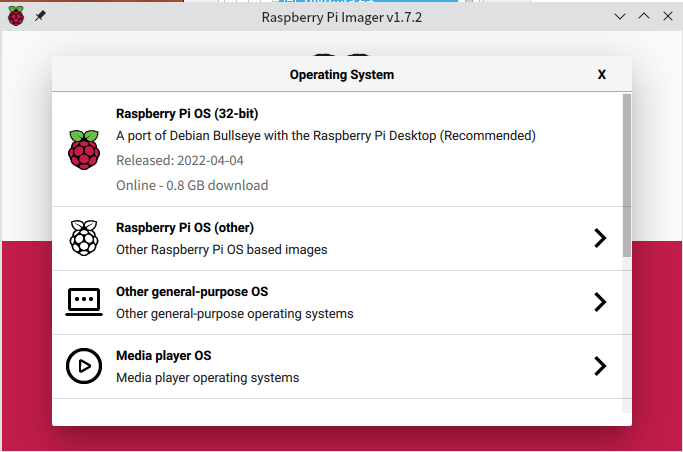 Raspberry Pi Imager v1.7.2
Operating System
X
Raspberry Pi OS (32-bit)
A port of Debian Bullseye with the Raspberry Pi Desktop (Recommended)
Released: 2022-04-04
Online - 0.8 GB download
Raspberry Pi OS (other)
Other Raspberry Pi OS based images
Other general-purpose OS
Other general-purpose operating systems
Media player OS
Media player operating systems